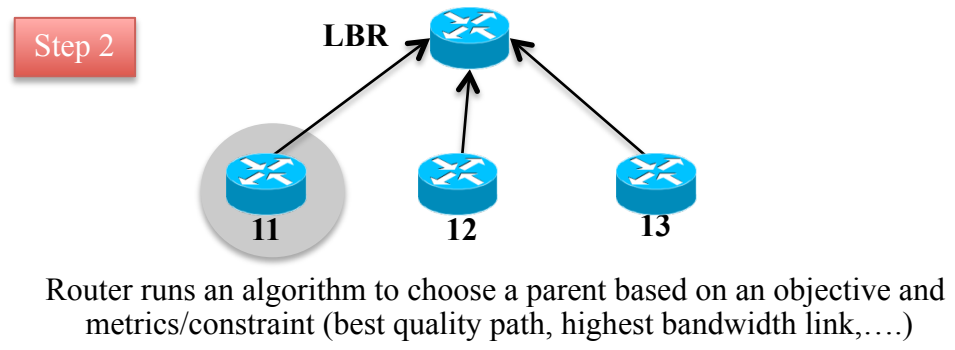 Step 2
LBR
11
12
13
Router runs an algorithm to choose a parent based on an objective and
metrics/constraint (best quality path, highest bandwidth link,….)